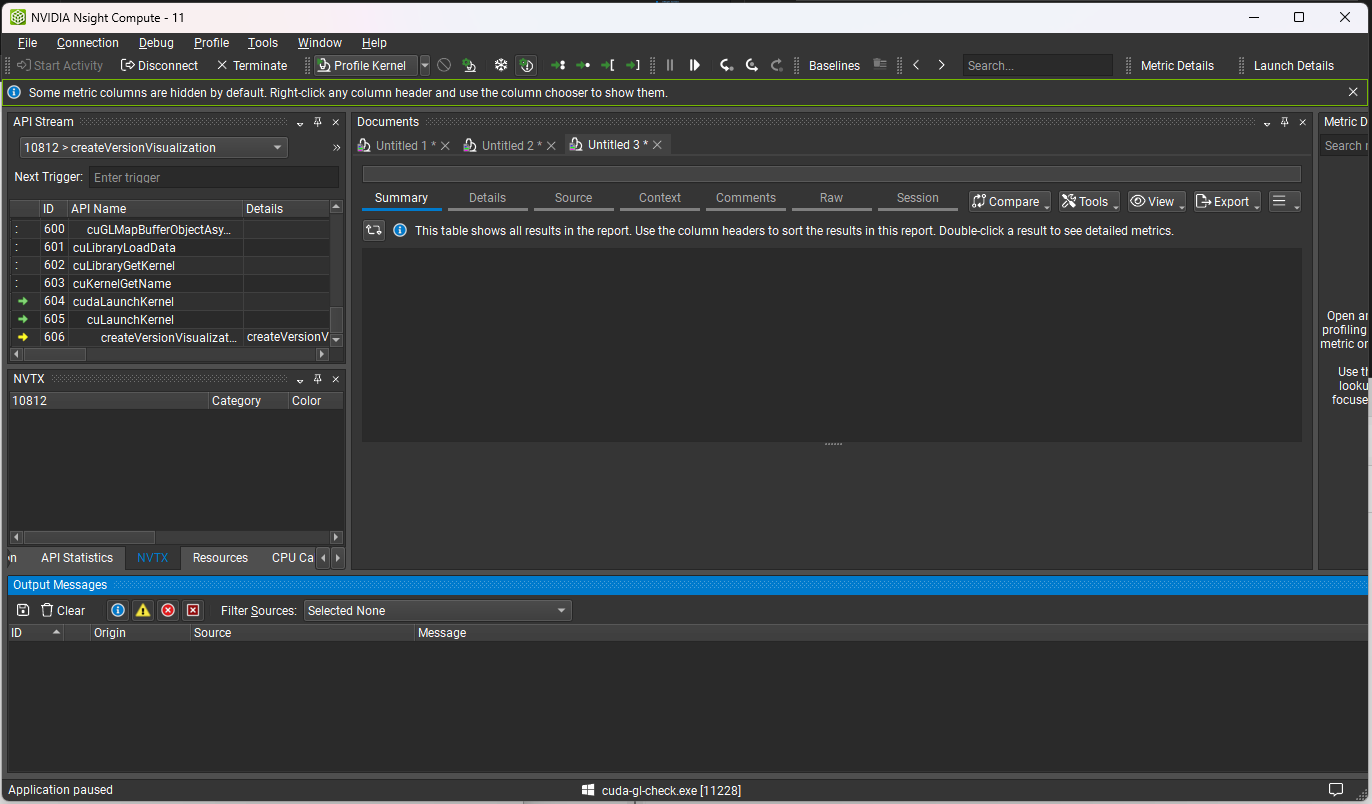 NVIDIA Nsight Compute - 11
File Connection Debug Profile Tools Window Help
Start Activity Disconnect Terminate Profile Kernel Baselines Search... Metric Details Launch Details
Some metric columns are hidden by default. Right-click any column header and use the column chooser to show them.
API Stream
10812 > createVersionVisualization
Next Trigger: Enter trigger
ID API Name Details
: 600 cuGLMapBufferObjectAsy...
: 601 cuLibraryLoadData
: 602 cuLibraryGetKernel
: 603 cuKernelGetName
604 cudaLaunchKernel
605 cuLaunchKernel
606 createVersionVisualizat... createVersionV
NVTX
10812 Category Color
on API Statistics NVTX Resources CPU Ca
Documents
Untitled 1 * Untitled 2 * Untitled 3 *
Summary Details Source Context Comments Raw Session Compare Tools View Export
This table shows all results in the report. Use the column headers to sort the results in this report. Double-click a result to see detailed metrics.
Metric D
Search
Open an
profiling
metric or
Use th
looku
focuse
Output Messages
Clear Filter Sources: Selected None
ID Origin Source Message
Application paused cuda-gl-check.exe [11228]